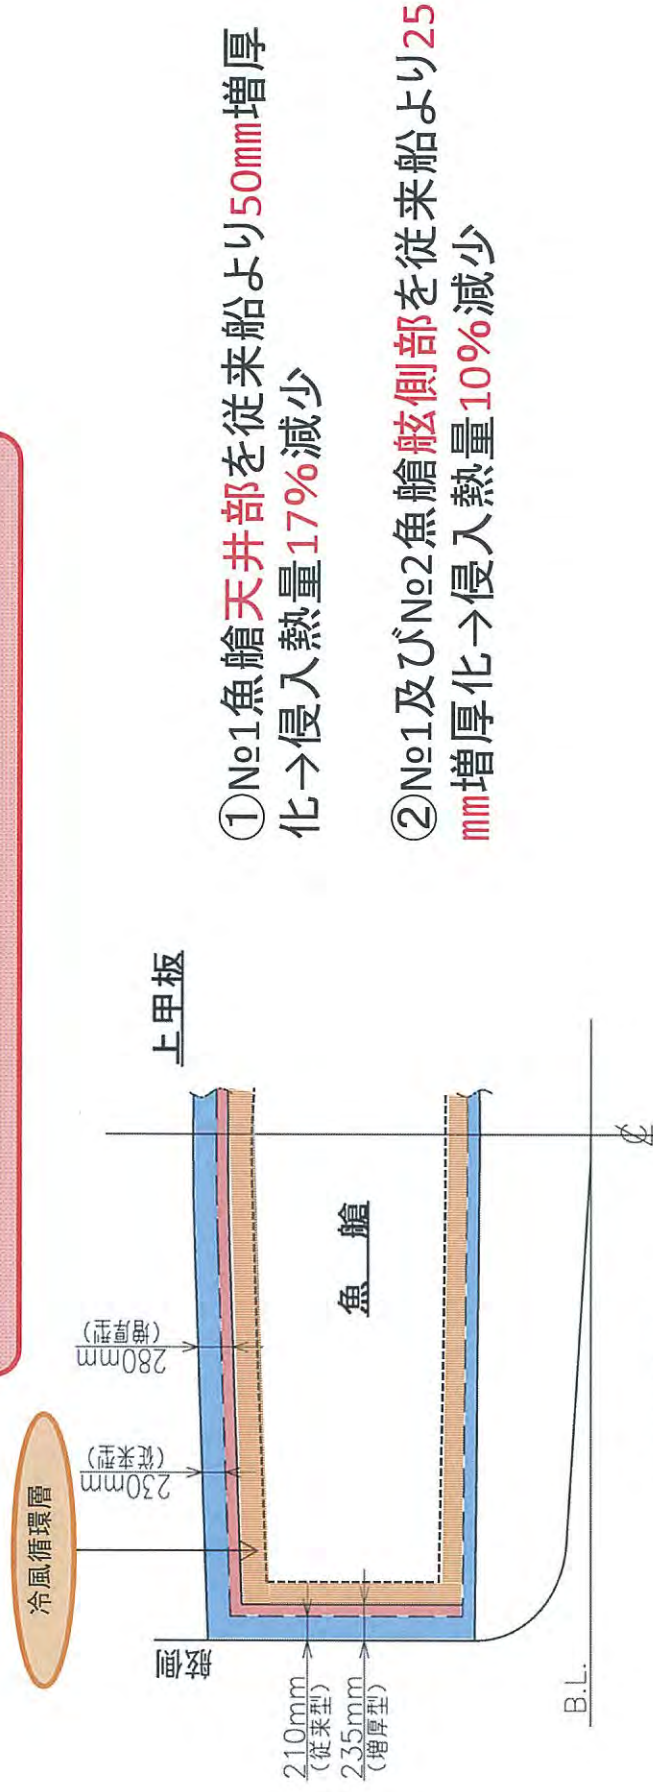 冷風循環層
①№1魚艙天井部を従来船より50mm増厚
化→侵入熱量17%減少
②№1及び№2魚艙舷側部を従来船より25
mm増厚化→侵入熱量10%減少
上甲板
280mm
(増厚型)
230mm
(従来型)
魚 艙
舷側
210mm
(従来型)
235mm
(増厚型)
B.L.